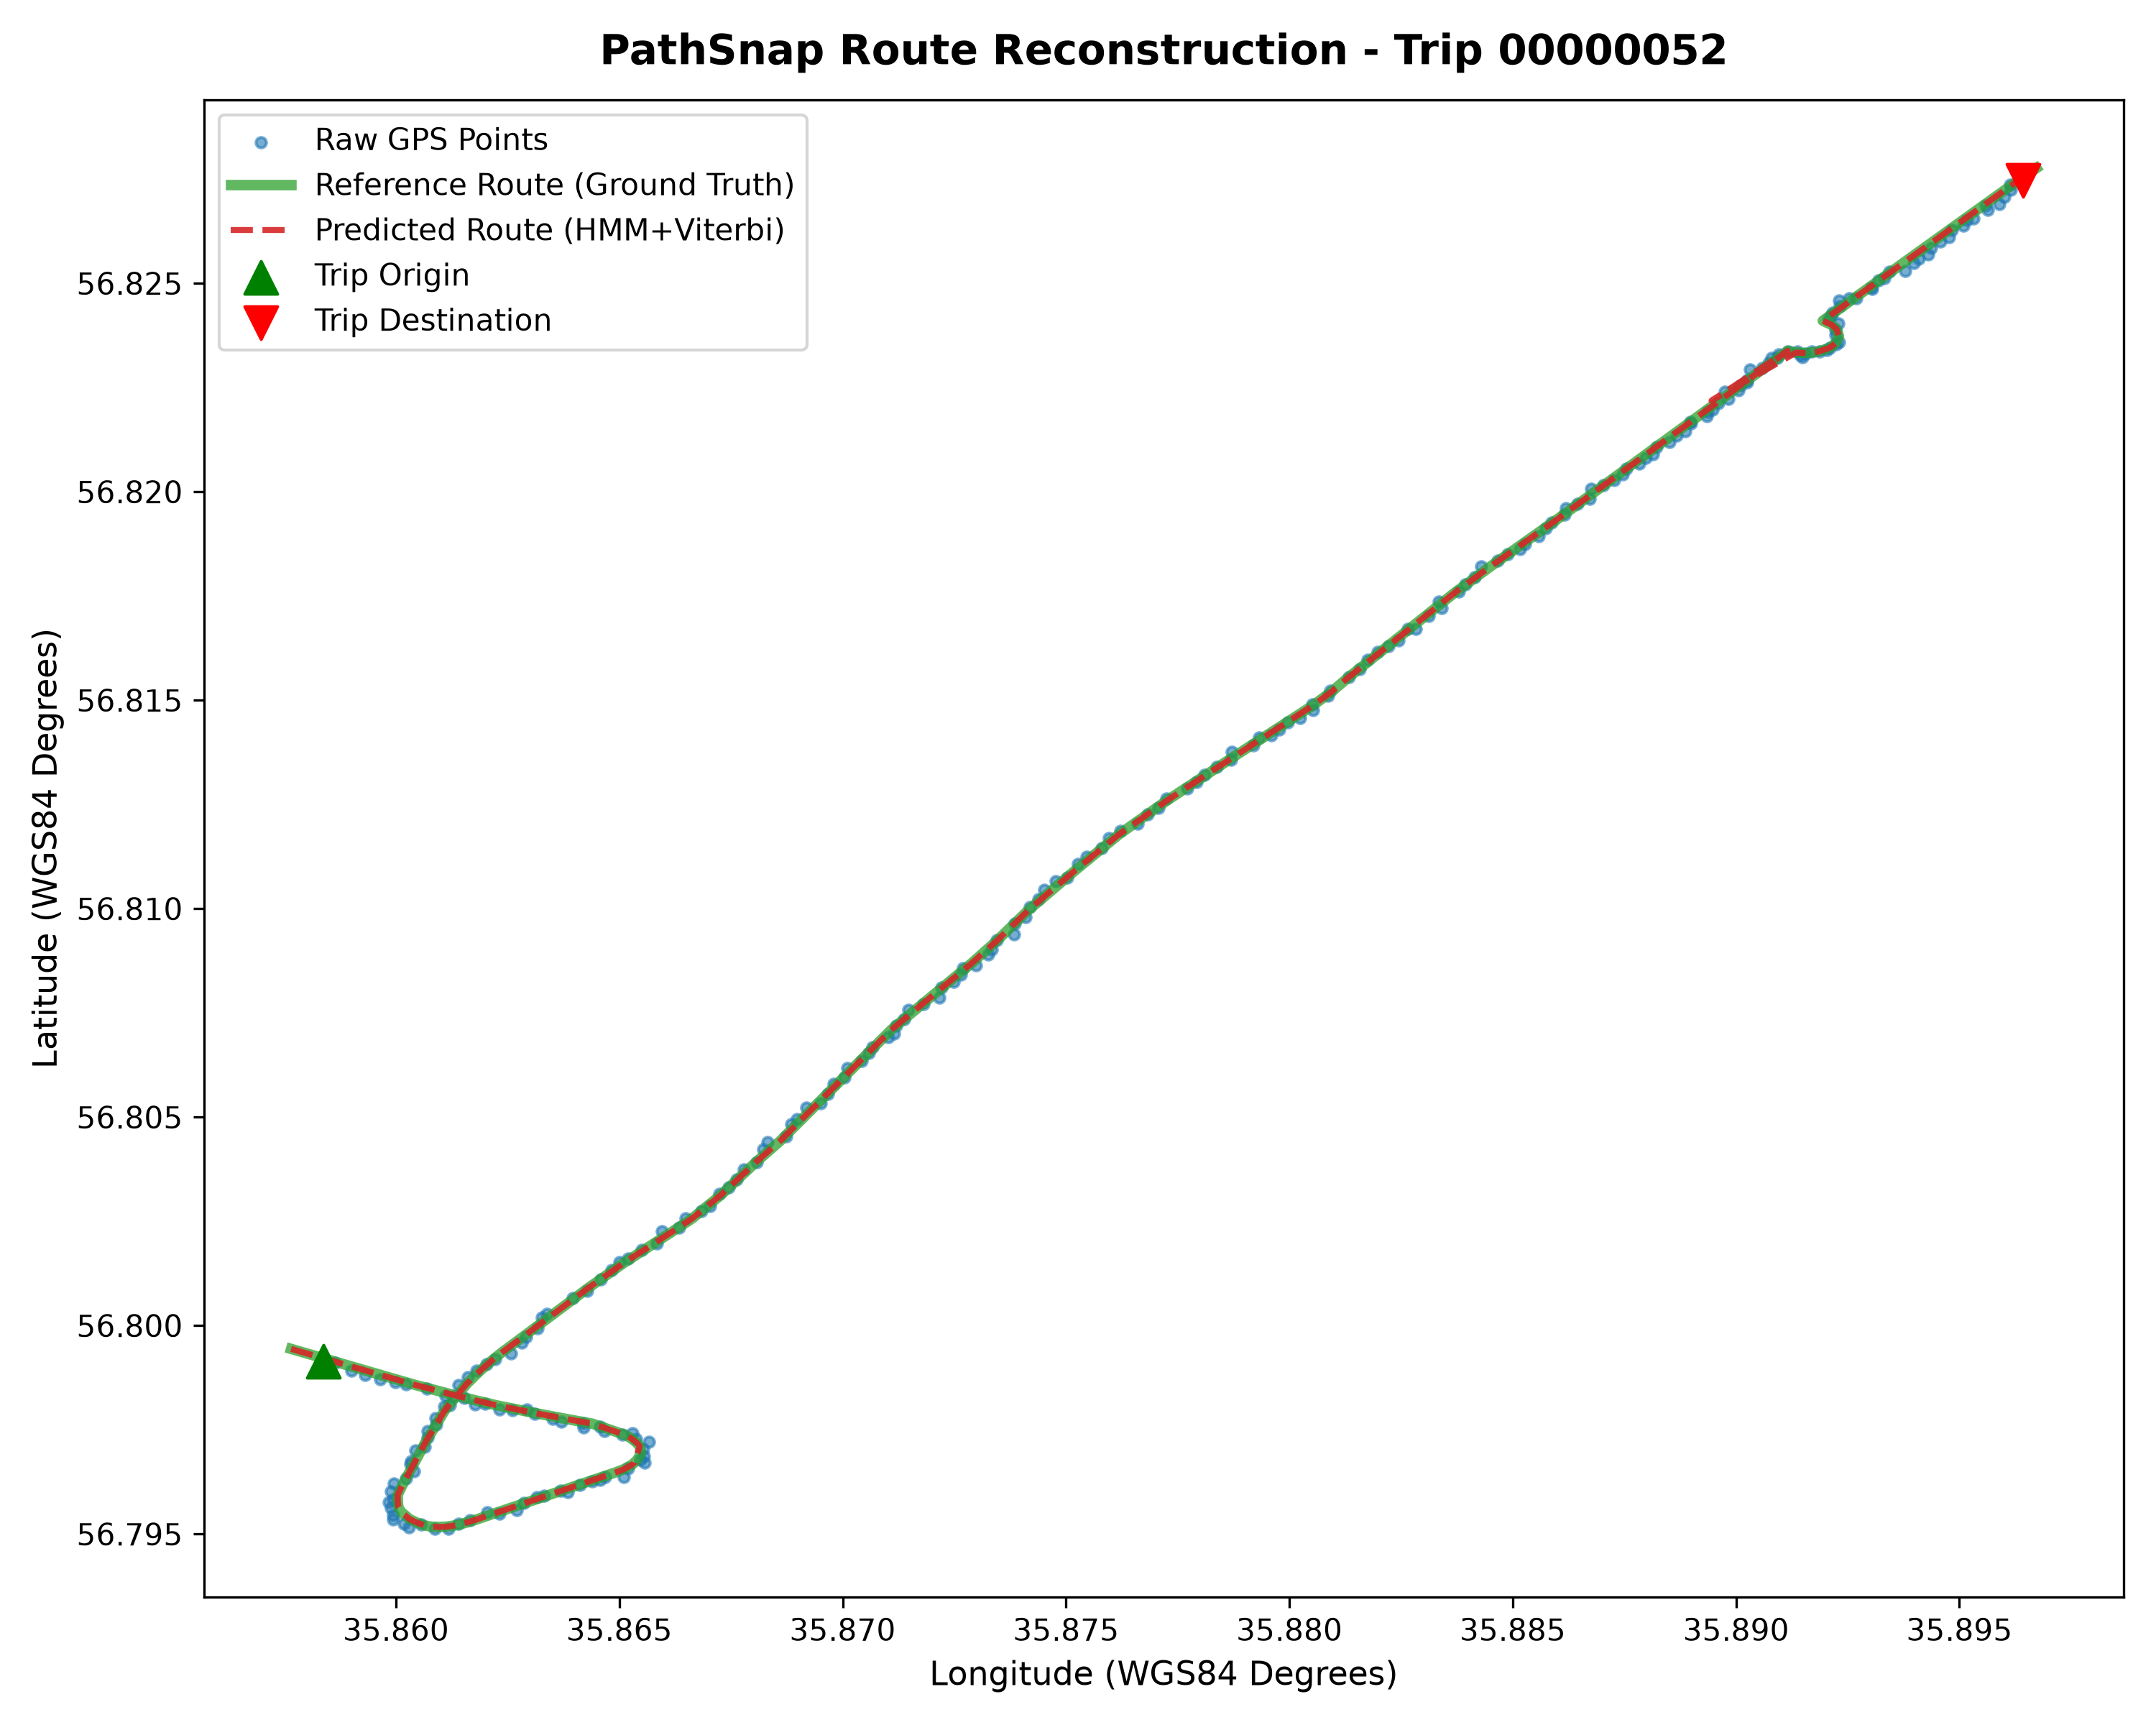 PathSnap Route Reconstruction - Trip 00000052
Raw GPS Points
Reference Route (Ground Truth)
Predicted Route (HMM+Viterbi)
Trip Origin
Trip Destination
Latitude (WGS84 Degrees)
56.825
56.820
56.815
56.810
56.805
56.800
56.795
35.860
35.865
35.870
35.875
35.880
35.885
35.890
35.895
Longitude (WGS84 Degrees)